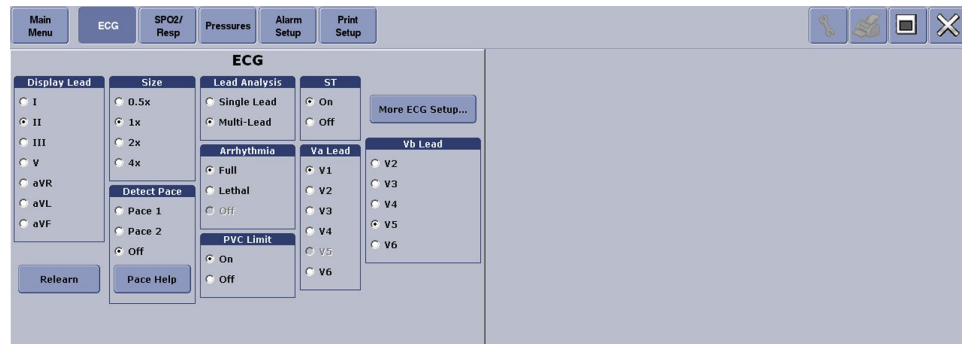 Main Menu
ECG
SPO2/ Resp
Pressures
Alarm Setup
Print Setup
ECG
Display Lead
I
II
III
V
aVR
aVL
aVF
Relearn
Size
0.5x
1x
2x
4x
Detect Pace
Pace 1
Pace 2
Off
Pace Help
Lead Analysis
Single Lead
Multi-Lead
Arrhythmia
Full
Lethal
Off
PVC Limit
On
Off
ST
On
Off
Va Lead
V1
V2
V3
V4
V5
V6
More ECG Setup...
Vb Lead
V2
V3
V4
V5
V6